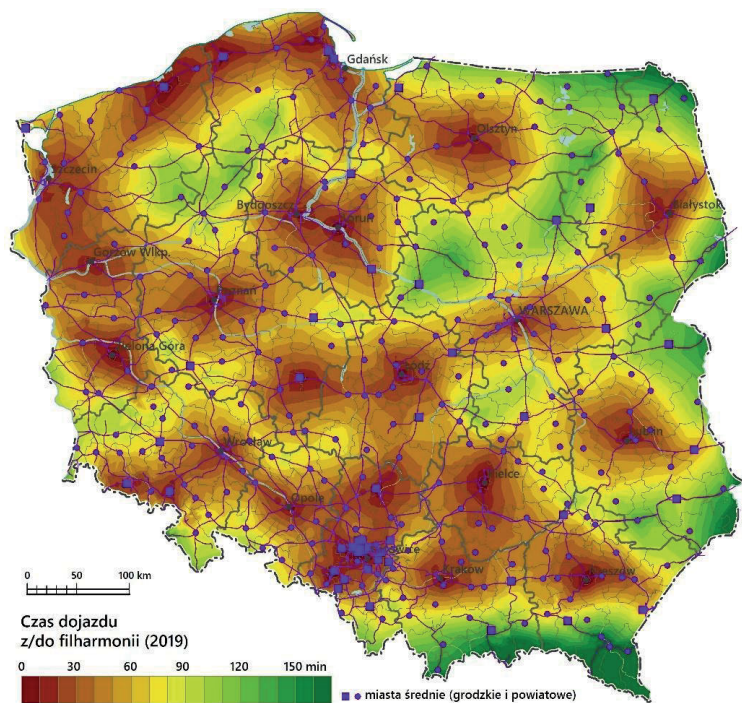 Gdańsk
Olsztyn
Szczecin
Białystok
Bydgoszcz
Toruń
Gorzów Wlkp.
Poznań
WARSZAWA
Zielona Góra
Łódź
Lublin
Wrocław
Kielce
Opole
Katowice
Kraków
Rzeszów
0 50 100 km
Czas dojazdu
z/do filharmonii (2019)
0 30 60 90 120 150 min
miasta średnie (grodzkie i powiatowe)